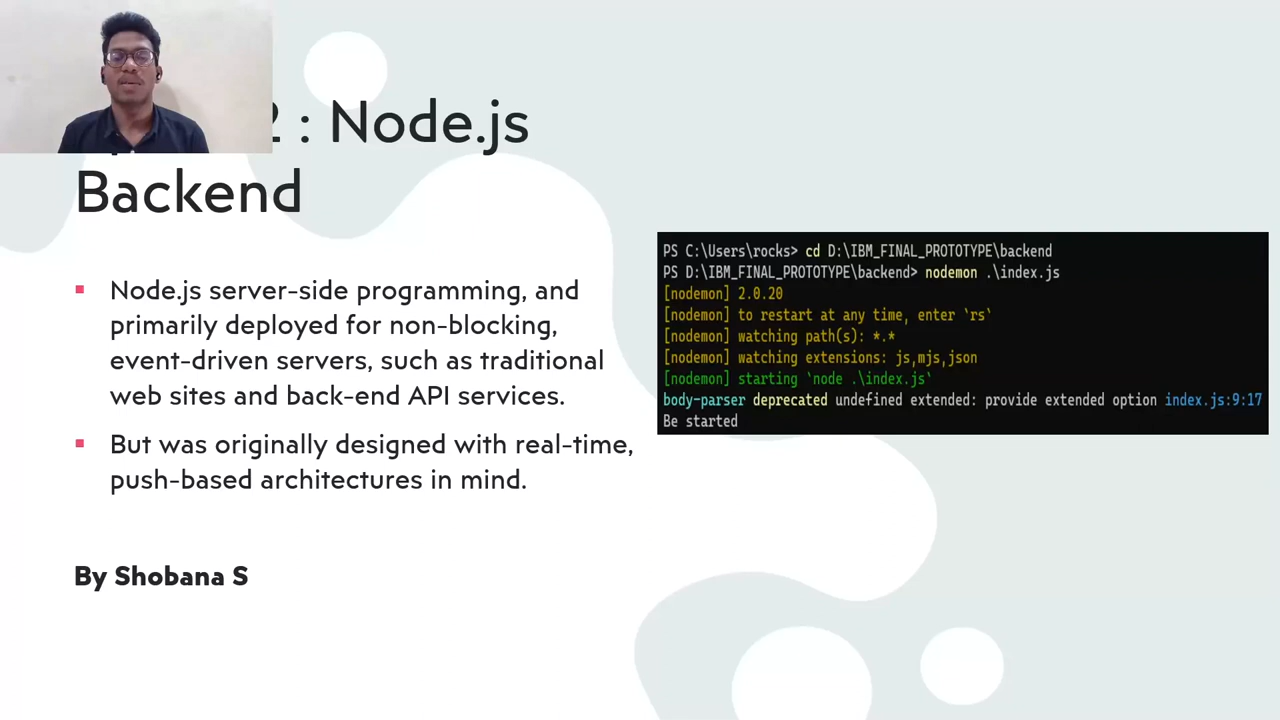 : Node.js
Backend
▪ Node.js server-side programming, and
primarily deployed for non-blocking,
event-driven servers, such as traditional
web sites and back-end API services.
▪ But was originally designed with real-time,
push-based architectures in mind.
By Shobana S
PS C:\Users\rocks> cd D:\IBM_FINAL_PROTOTYPE\backend
PS D:\IBM_FINAL_PROTOTYPE\backend> nodemon .\index.js
[nodemon] 2.0.20
[nodemon] to restart at any time, enter `rs`
[nodemon] watching path(s): *.*
[nodemon] watching extensions: js,mjs,json
[nodemon] starting `node .\index.js`
body-parser deprecated undefined extended: provide extended option index.js:9:17
Be started